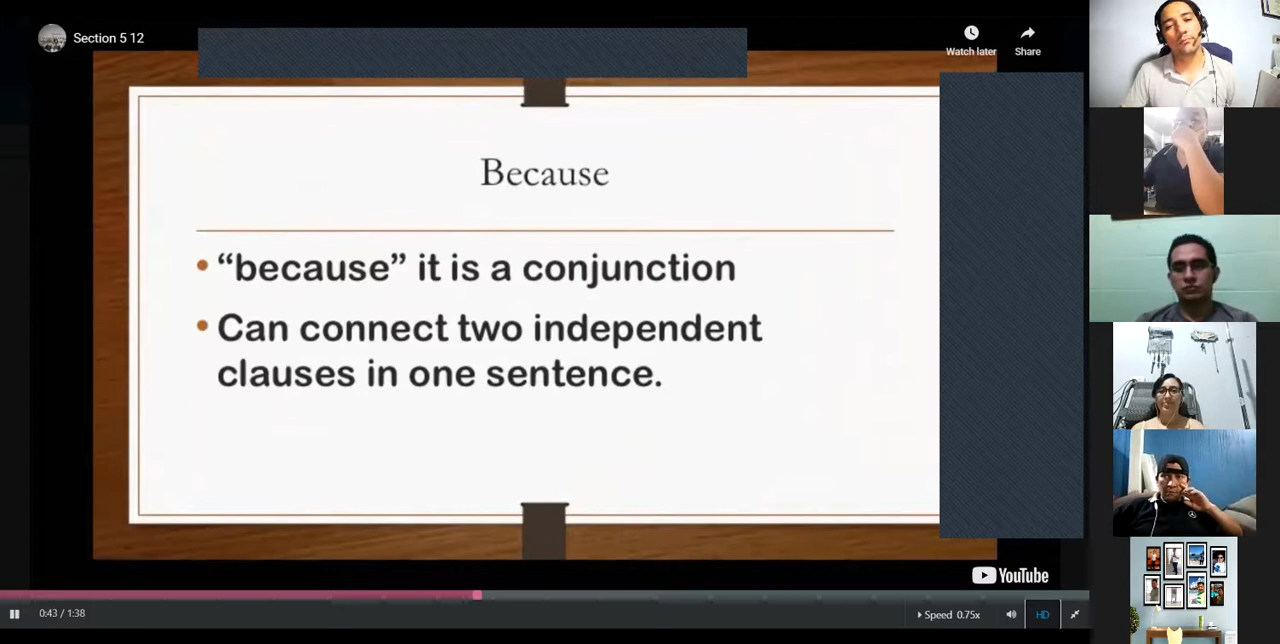 Section 5 12
Watch later
Share
Because
• “because” it is a conjunction
• Can connect two independent
clauses in one sentence.
YouTube
0:43 / 1:38
Speed 0.75x
HD